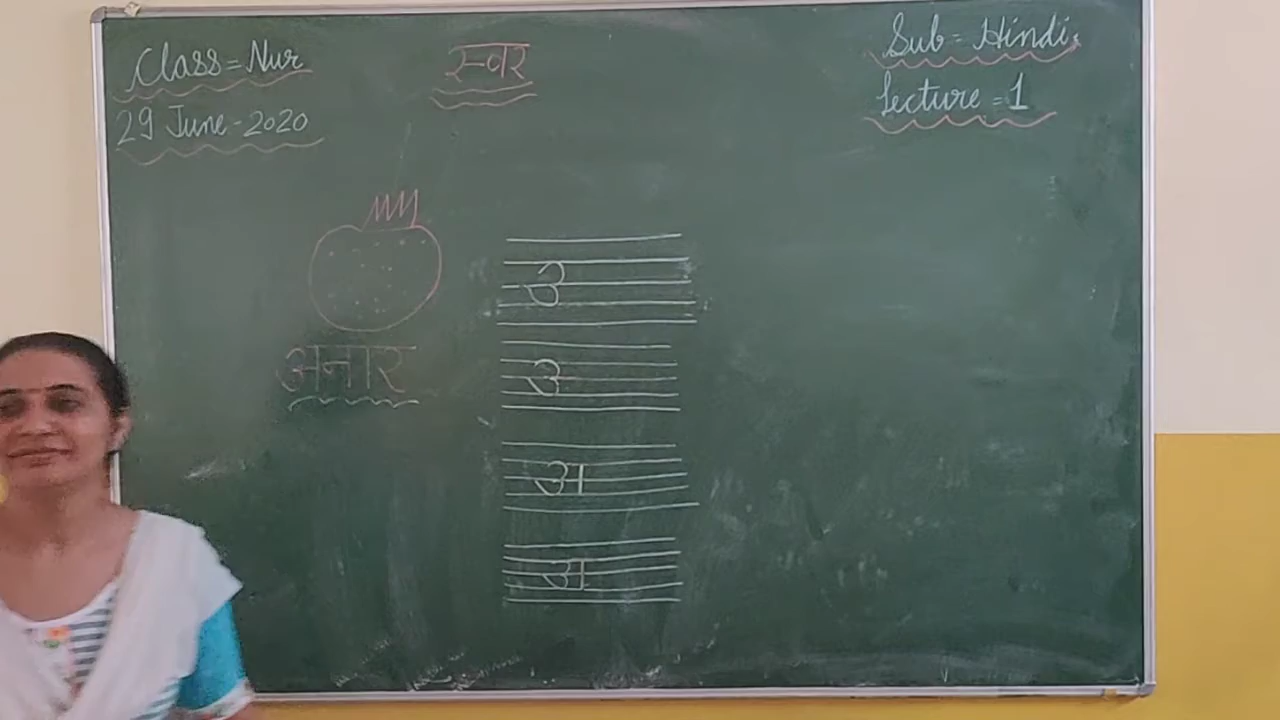 Class = Nur
स्वर
Sub = Hindi
29 June - 2020
Lecture = 1
अनार
उ
उ
अ
अ